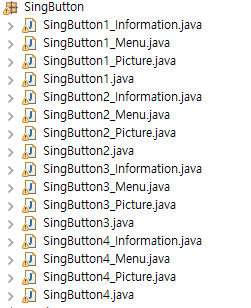 SingButton
SingButton1_Information.java
SingButton1_Menu.java
SingButton1_Picture.java
SingButton1.java
SingButton2_Information.java
SingButton2_Menu.java
SingButton2_Picture.java
SingButton2.java
SingButton3_Information.java
SingButton3_Menu.java
SingButton3_Picture.java
SingButton3.java
SingButton4_Information.java
SingButton4_Menu.java
SingButton4_Picture.java
SingButton4.java